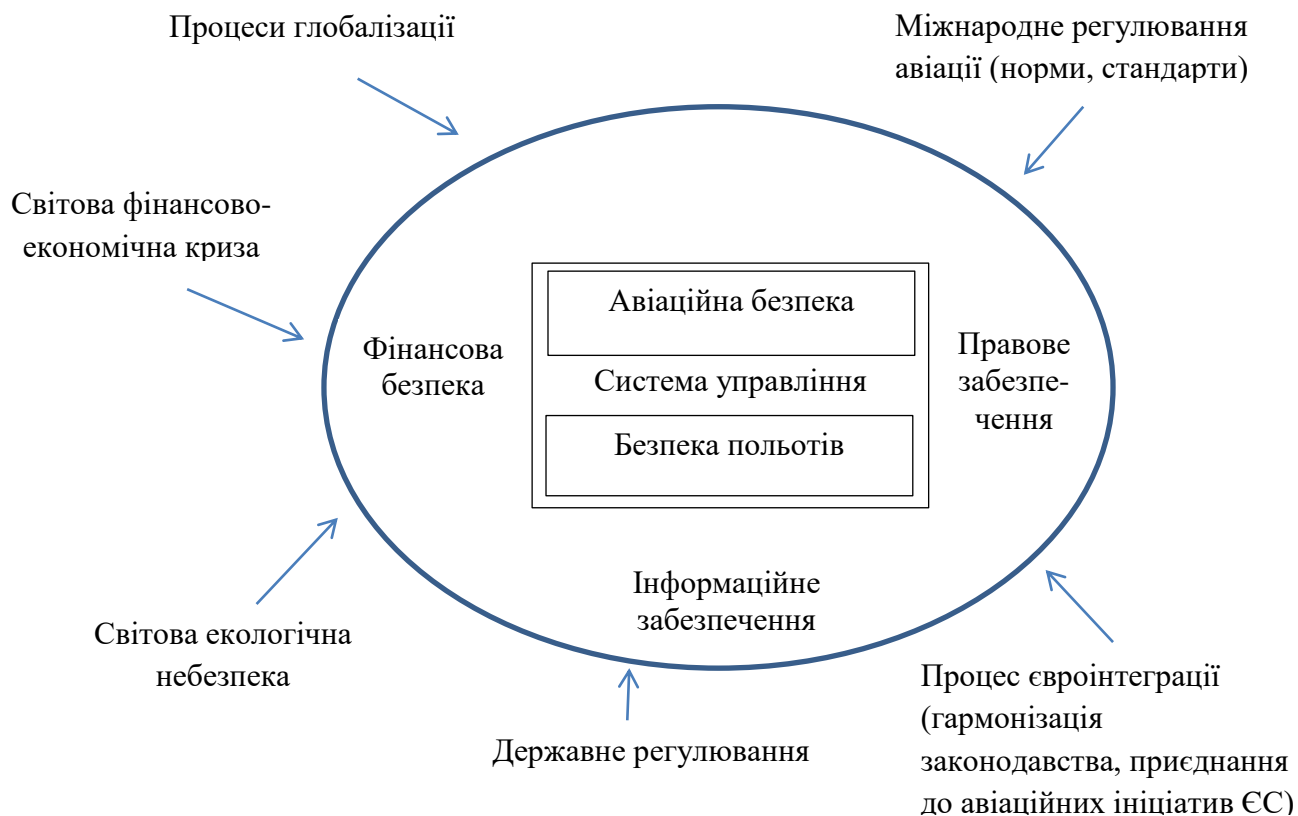 Процеси глобалізації
Міжнародне регулювання
авіації (норми, стандарти)
Світова фінансово-
економічна криза
Авіаційна безпека
Фінансова
безпека
Система управління
Правове
забезпе-
чення
Безпека польотів
Інформаційне
забезпечення
Світова екологічна
небезпека
Державне регулювання
Процес євроінтеграції
(гармонізація
законодавства, приєднання
до авіаційних ініціатив ЄС)